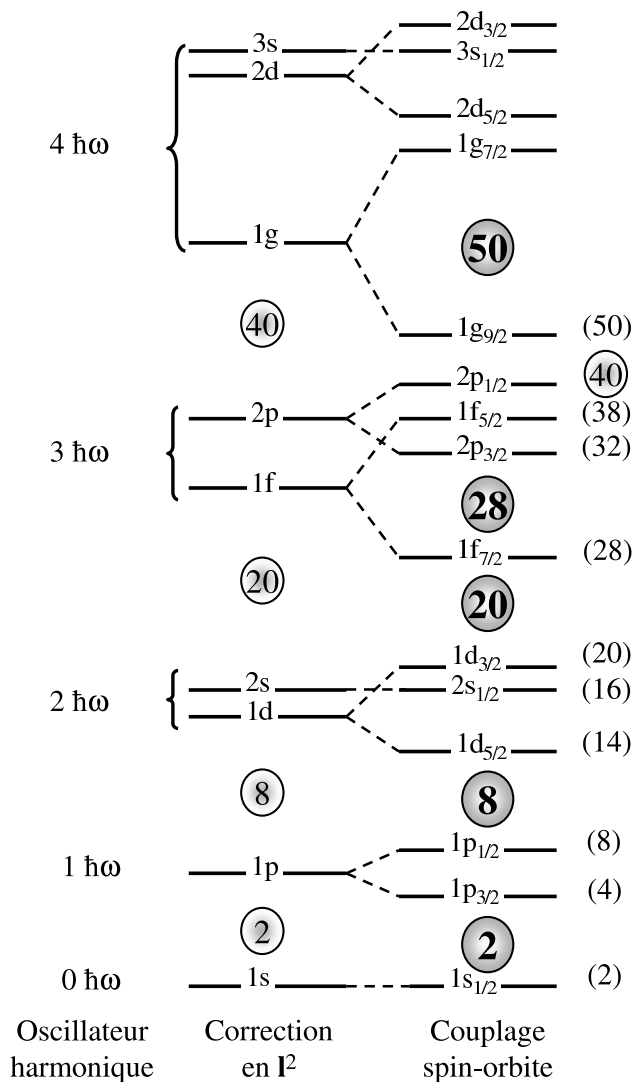 2d3/2
3s 3s1/2
2d
2d5/2
4 ħω 1g7/2
1g 50
40 1g9/2 (50)
2p1/2 40
2p 1f5/2 (38)
3 ħω 2p3/2 (32)
1f 28
1f7/2 (28)
20 20
1d3/2 (20)
2s 2s1/2 (16)
2 ħω 1d
1d5/2 (14)
8 8
1p1/2 (8)
1 ħω 1p
1p3/2 (4)
2 2
0 ħω 1s 1s1/2 (2)
Oscillateur Correction Couplage
harmonique en l² spin-orbite